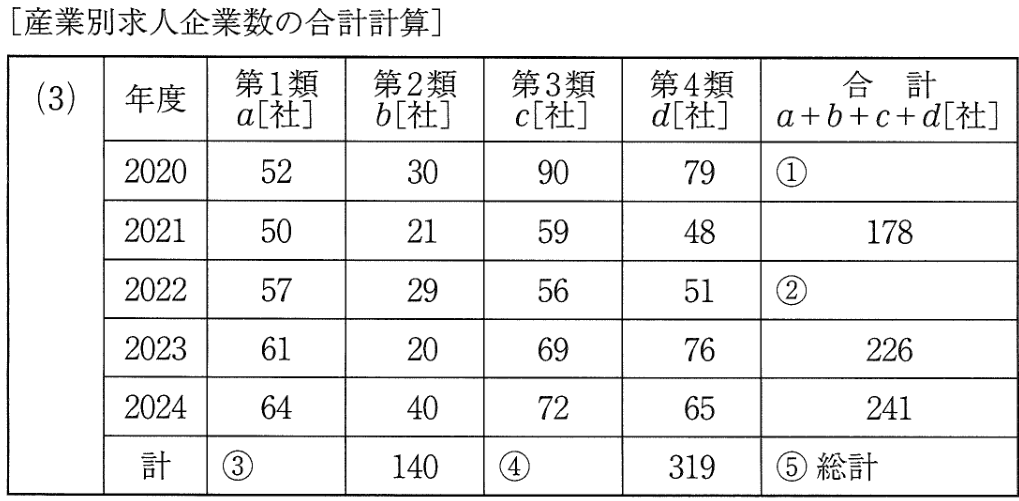 [産業別求人企業数の合計計算]
(3) 年度 第1類 a[社] 第2類 b[社] 第3類 c[社] 第4類 d[社] 合 計 a+b+c+d[社]
2020 52 30 90 79 ①
2021 50 21 59 48 178
2022 57 29 56 51 ②
2023 61 20 69 76 226
2024 64 40 72 65 241
計 ③ 140 ④ 319 ⑤ 総計